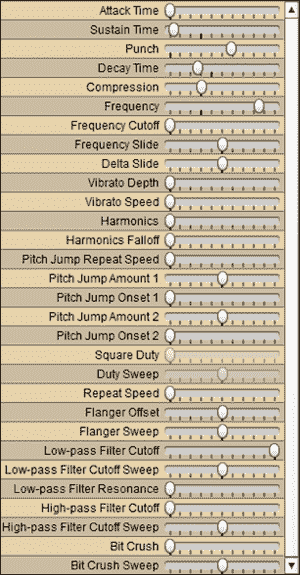 Attack Time
Sustain Time
Punch
Decay Time
Compression
Frequency
Frequency Cutoff
Frequency Slide
Delta Slide
Vibrato Depth
Vibrato Speed
Harmonics
Harmonics Falloff
Pitch Jump Repeat Speed
Pitch Jump Amount 1
Pitch Jump Onset 1
Pitch Jump Amount 2
Pitch Jump Onset 2
Square Duty
Duty Sweep
Repeat Speed
Flanger Offset
Flanger Sweep
Low-pass Filter Cutoff
Low-pass Filter Cutoff Sweep
Low-pass Filter Resonance
High-pass Filter Cutoff
High-pass Filter Cutoff Sweep
Bit Crush
Bit Crush Sweep